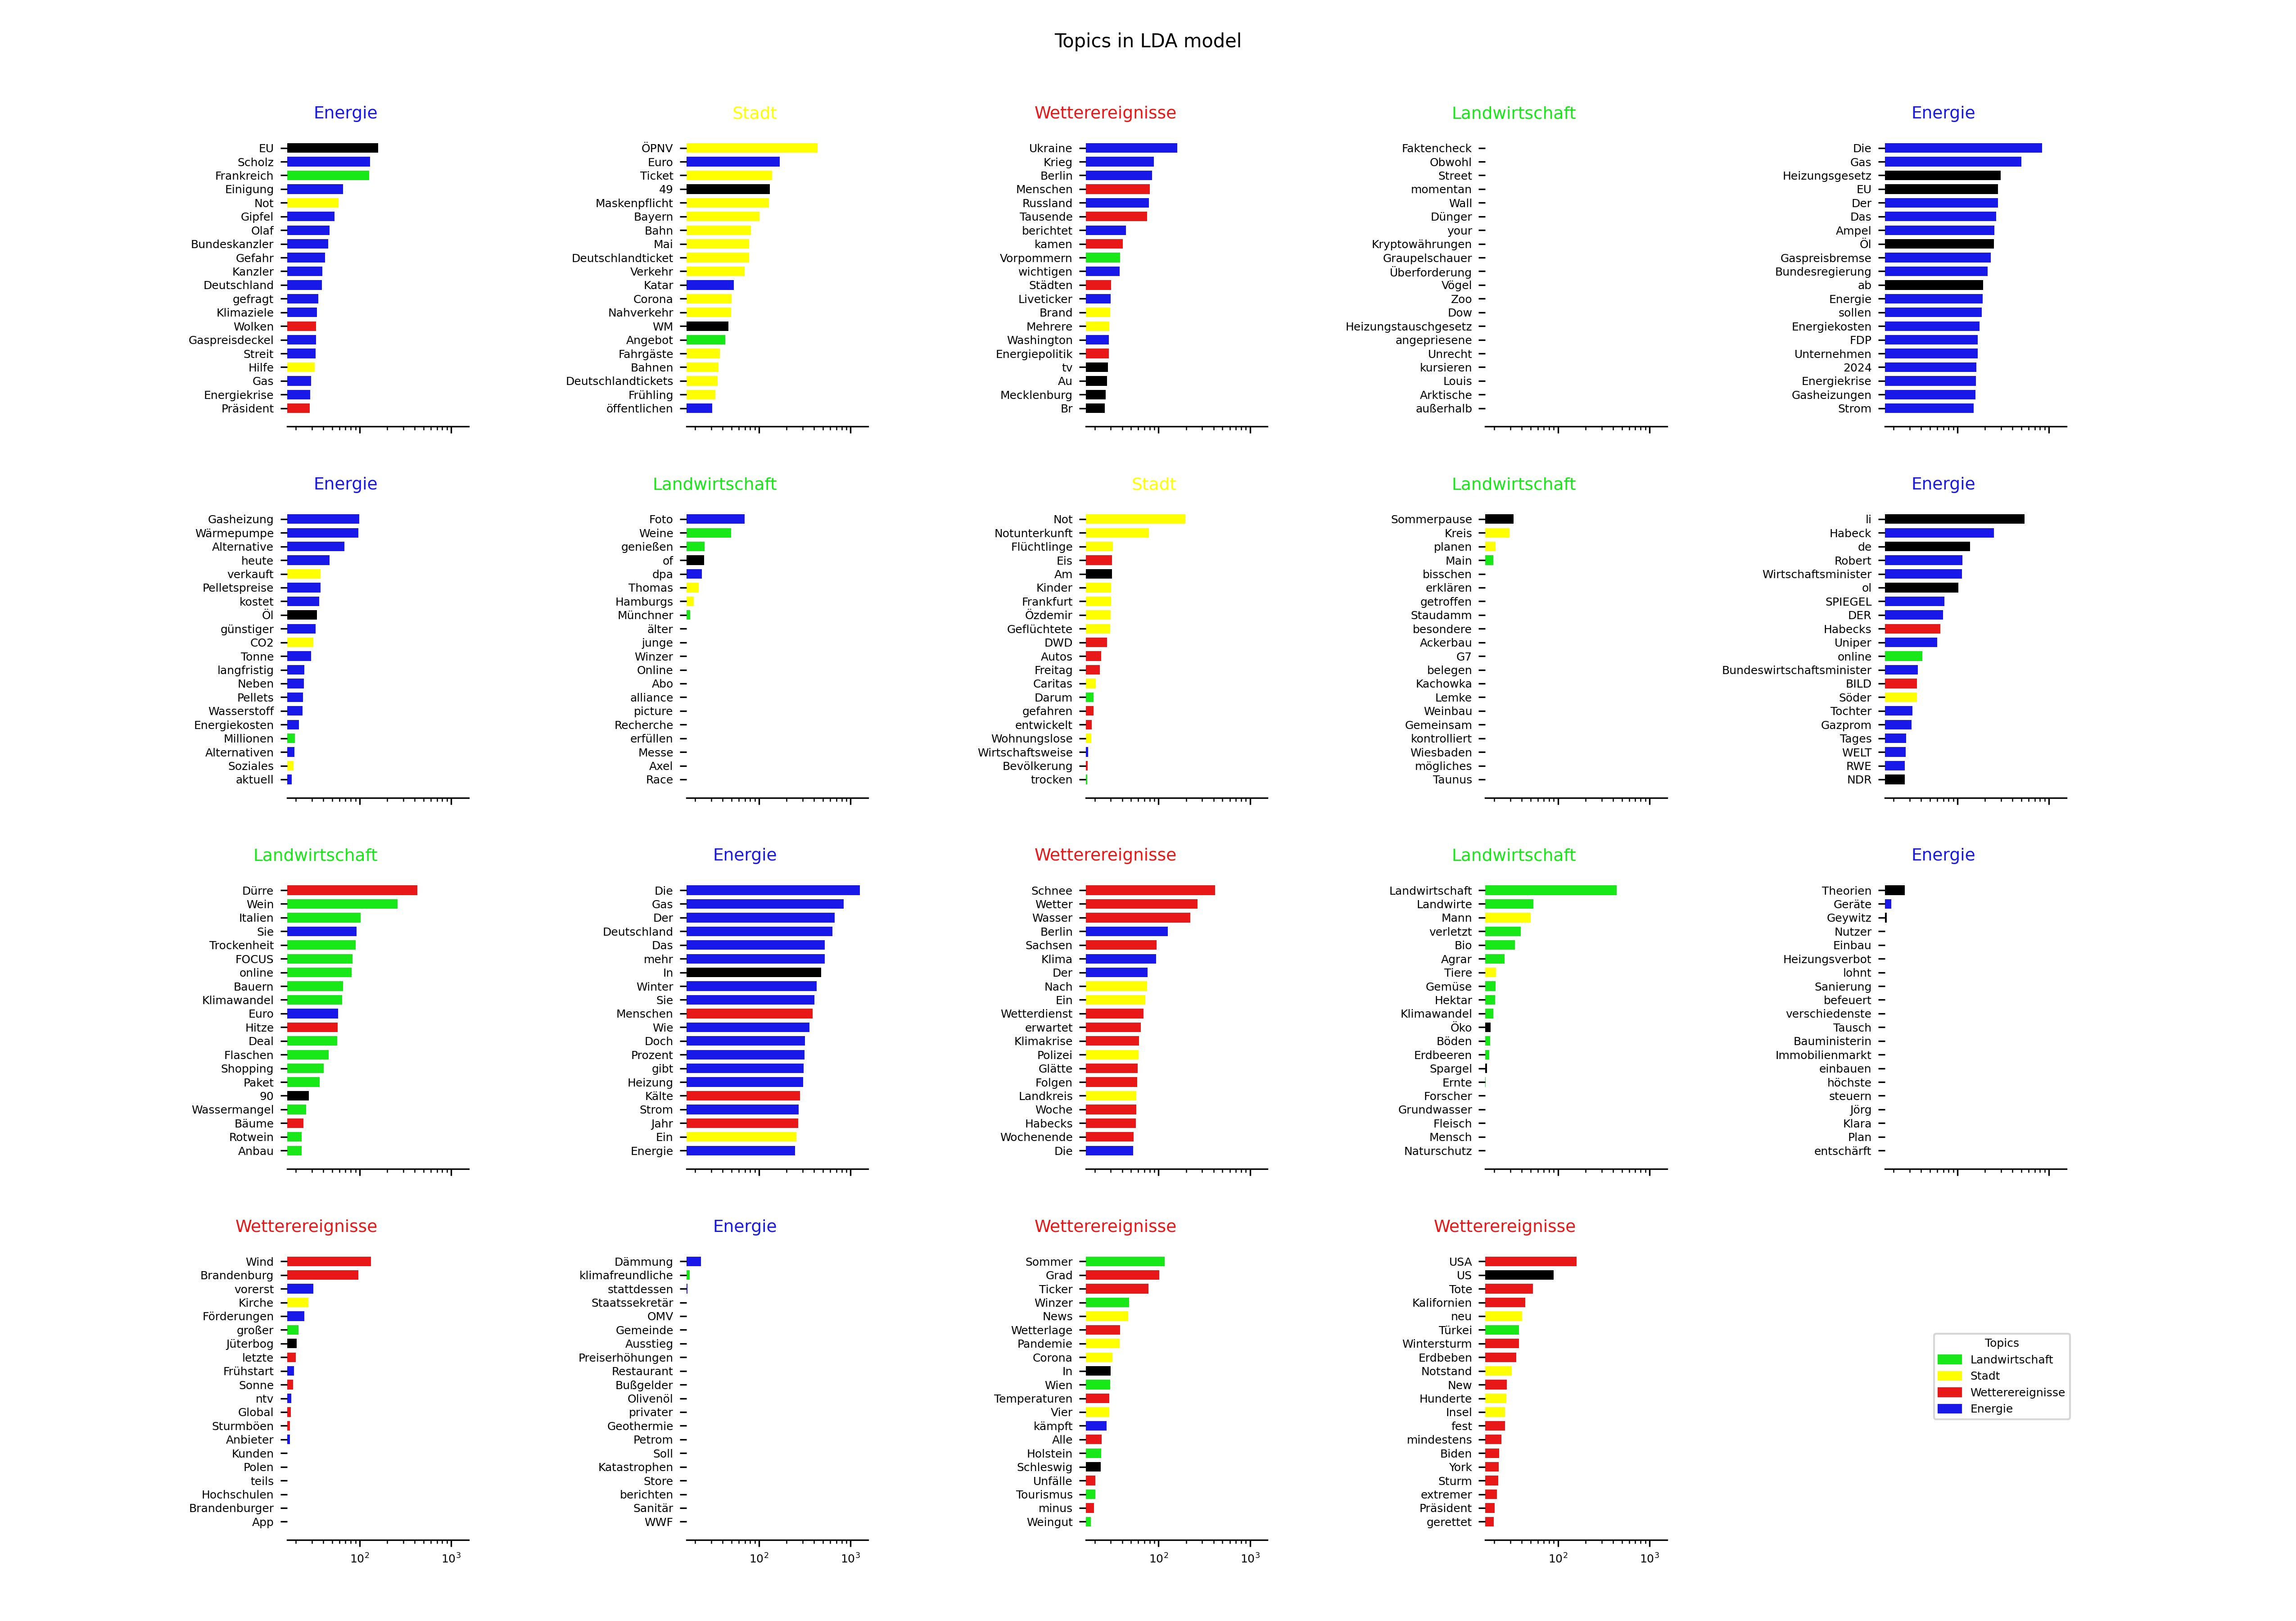 Topics in LDA model
Energie
EU
Scholz
Frankreich
Einigung
Not
Gipfel
Olaf
Bundeskanzler
Gefahr
Kanzler
Deutschland
gefragt
Klimaziele
Wolken
Gaspreisdeckel
Streit
Hilfe
Gas
Energiekrise
Präsident
Stadt
ÖPNV
Euro
Ticket
49
Maskenpflicht
Bayern
Bahn
Mai
Deutschlandticket
Verkehr
Katar
Corona
Nahverkehr
WM
Angebot
Fahrgäste
Bahnen
Deutschlandtickets
Frühling
öffentlichen
Wetterereignisse
Ukraine
Krieg
Berlin
Menschen
Russland
Tausende
berichtet
kamen
Vorpommern
wichtigen
Städten
Liveticker
Brand
Mehrere
Washington
Energiepolitik
tv
Au
Mecklenburg
Br
Landwirtschaft
Faktencheck
Obwohl
Street
momentan
Wall
Dünger
your
Kryptowährungen
Graupelschauer
Überforderung
Vögel
Zoo
Dow
Heizungstauschgesetz
angepriesene
Unrecht
kursieren
Louis
Arktische
außerhalb
Energie
Die
Gas
Heizungsgesetz
EU
Der
Das
Ampel
Öl
Gaspreisbremse
Bundesregierung
ab
Energie
sollen
Energiekosten
FDP
Unternehmen
2024
Energiekrise
Gasheizungen
Strom
Energie
Gasheizung
Wärmepumpe
Alternative
heute
verkauft
Pelletspreise
kostet
Öl
günstiger
CO2
Tonne
langfristig
Neben
Pellets
Wasserstoff
Energiekosten
Millionen
Alternativen
Soziales
aktuell
Landwirtschaft
Foto
Weine
genießen
of
dpa
Thomas
Hamburgs
Münchner
älter
junge
Winzer
Online
Abo
alliance
picture
Recherche
erfüllen
Messe
Axel
Race
Stadt
Not
Notunterkunft
Flüchtlinge
Eis
Am
Kinder
Frankfurt
Özdemir
Geflüchtete
DWD
Autos
Freitag
Caritas
Darum
gefahren
entwickelt
Wohnungslose
Wirtschaftsweise
Bevölkerung
trocken
Landwirtschaft
Sommerpause
Kreis
planen
Main
bisschen
erklären
getroffen
Staudamm
besondere
Ackerbau
G7
belegen
Kachowka
Lemke
Weinbau
Gemeinsam
kontrolliert
Wiesbaden
mögliches
Taunus
Energie
li
Habeck
de
Robert
Wirtschaftsminister
ol
SPIEGEL
DER
Habecks
Uniper
online
Bundeswirtschaftsminister
BILD
Söder
Tochter
Gazprom
Tages
WELT
RWE
NDR
Landwirtschaft
Dürre
Wein
Italien
Sie
Trockenheit
FOCUS
online
Bauern
Klimawandel
Euro
Hitze
Deal
Flaschen
Shopping
Paket
90
Wassermangel
Bäume
Rotwein
Anbau
Energie
Die
Gas
Der
Deutschland
Das
mehr
In
Winter
Sie
Menschen
Wie
Doch
Prozent
gibt
Heizung
Kälte
Strom
Jahr
Ein
Energie
Wetterereignisse
Schnee
Wetter
Wasser
Berlin
Sachsen
Klima
Der
Nach
Ein
Wetterdienst
erwartet
Klimakrise
Polizei
Glätte
Folgen
Landkreis
Woche
Habecks
Wochenende
Die
Landwirtschaft
Landwirtschaft
Landwirte
Mann
verletzt
Bio
Agrar
Tiere
Gemüse
Hektar
Klimawandel
Öko
Böden
Erdbeeren
Spargel
Ernte
Forscher
Grundwasser
Fleisch
Mensch
Naturschutz
Energie
Theorien
Geräte
Geywitz
Nutzer
Einbau
Heizungsverbot
lohnt
Sanierung
befeuert
verschiedenste
Tausch
Bauministerin
Immobilienmarkt
einbauen
höchste
steuern
Jörg
Klara
Plan
entschärft
Wetterereignisse
Wind
Brandenburg
vorerst
Kirche
Förderungen
großer
Jüterbog
letzte
Frühstart
Sonne
ntv
Global
Sturmböen
Anbieter
Kunden
Polen
teils
Hochschulen
Brandenburger
App
10²
10³
Energie
Dämmung
klimafreundliche
stattdessen
Staatssekretär
OMV
Gemeinde
Ausstieg
Preiserhöhungen
Restaurant
Bußgelder
Olivenöl
privater
Geothermie
Petrom
Soll
Katastrophen
Store
berichten
Sanitär
WWF
10²
10³
Wetterereignisse
Sommer
Grad
Ticker
Winzer
News
Wetterlage
Pandemie
Corona
In
Wien
Temperaturen
Vier
kämpft
Alle
Holstein
Schleswig
Unfälle
Tourismus
minus
Weingut
10²
10³
Wetterereignisse
USA
US
Tote
Kalifornien
neu
Türkei
Wintersturm
Erdbeben
Notstand
New
Hunderte
Insel
fest
mindestens
Biden
York
Sturm
extremer
Präsident
gerettet
10²
10³
Topics
Landwirtschaft
Stadt
Wetterereignisse
Energie